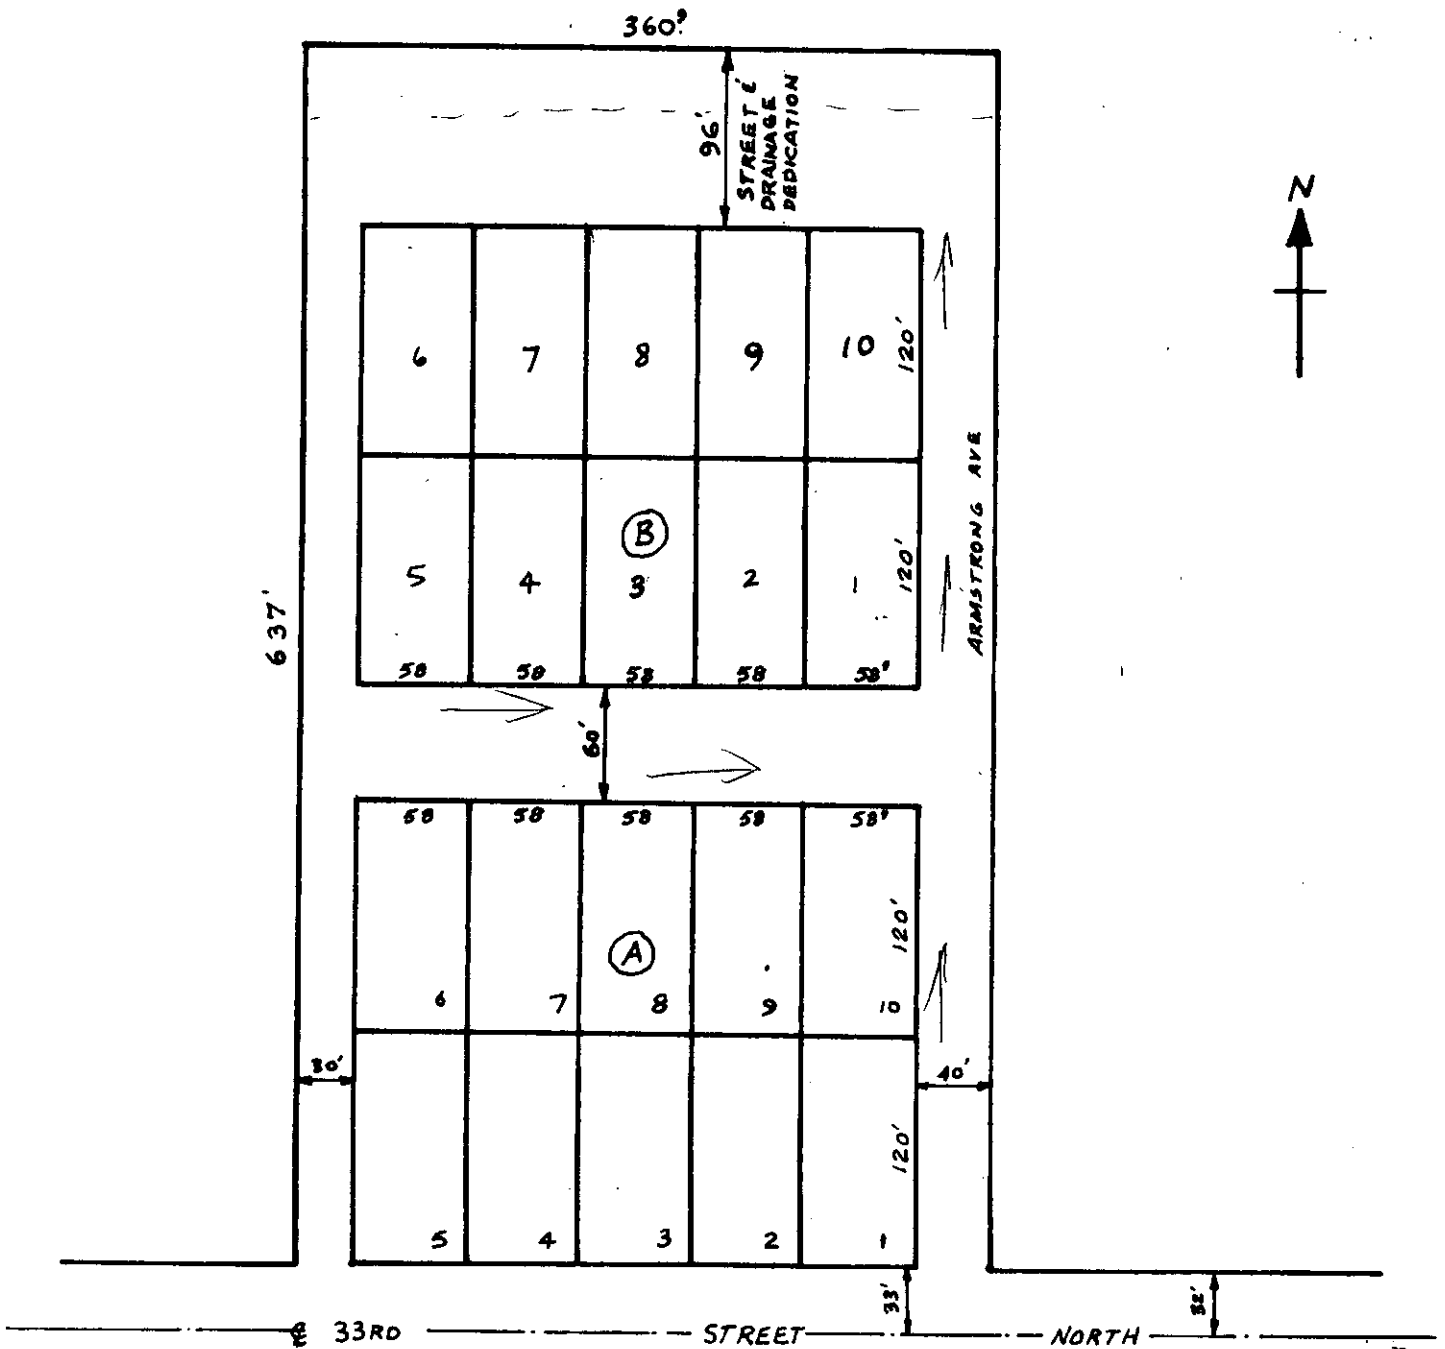 360.9
96'
STREET &
DRAINAGE
DEDICATION
N
6 7 8 9 10 120'
ARMSTRONG AVE
B
5 4 3 2 1 120'
637'
58 58 58 58 58'
60'
58 58 58 58 58'
A
120'
6 7 8 9 10
30' 40'
120'
5 4 3 2 1
33' 32'
℄ 33RD STREET NORTH